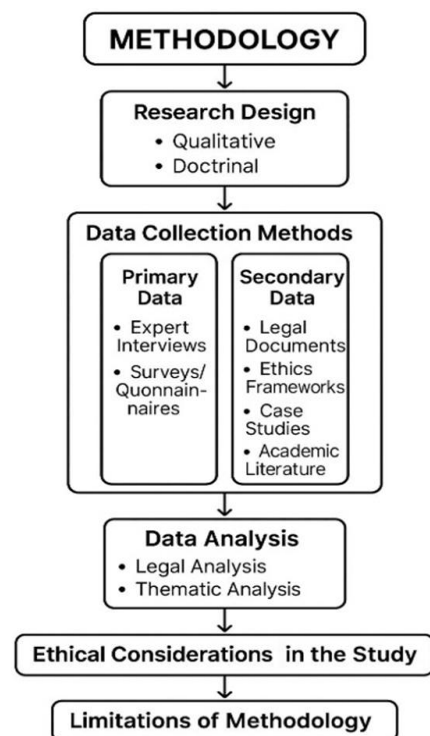 METHODOLOGY
Research Design
• Qualitative
• Doctrinal
Data Collection Methods
Primary
Data
• Expert
Interviews
• Surveys/
Quonnain-
naires
Secondary
Data
• Legal
Documents
• Ethics
Frameworks
• Case
Studies
• Academic
Literature
Data Analysis
• Legal Analysis
• Thematic Analysis
Ethical Considerations in the Study
Limitations of Methodology